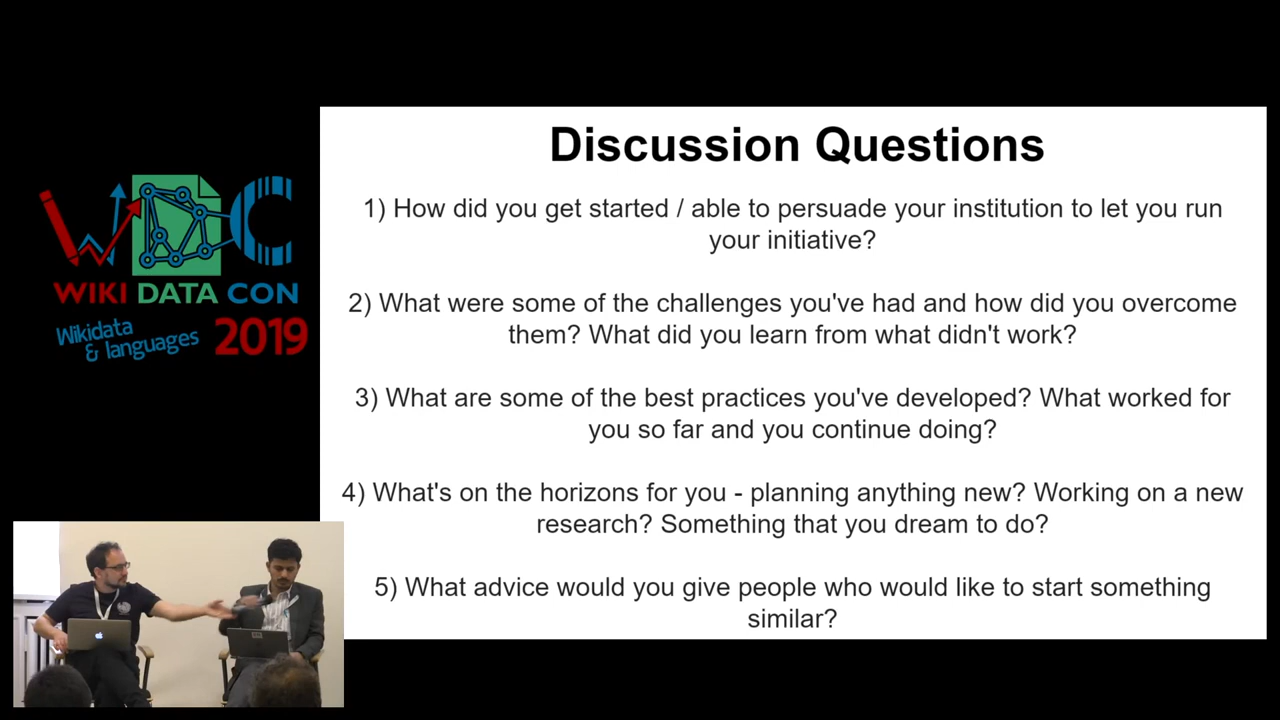 Discussion Questions
1) How did you get started / able to persuade your institution to let you run
your initiative?
2) What were some of the challenges you've had and how did you overcome
them? What did you learn from what didn't work?
3) What are some of the best practices you've developed? What worked for
you so far and you continue doing?
4) What's on the horizons for you - planning anything new? Working on a new
research? Something that you dream to do?
5) What advice would you give people who would like to start something
similar?
WDC
WIKIDATACON
Wikidata
& languages
2019